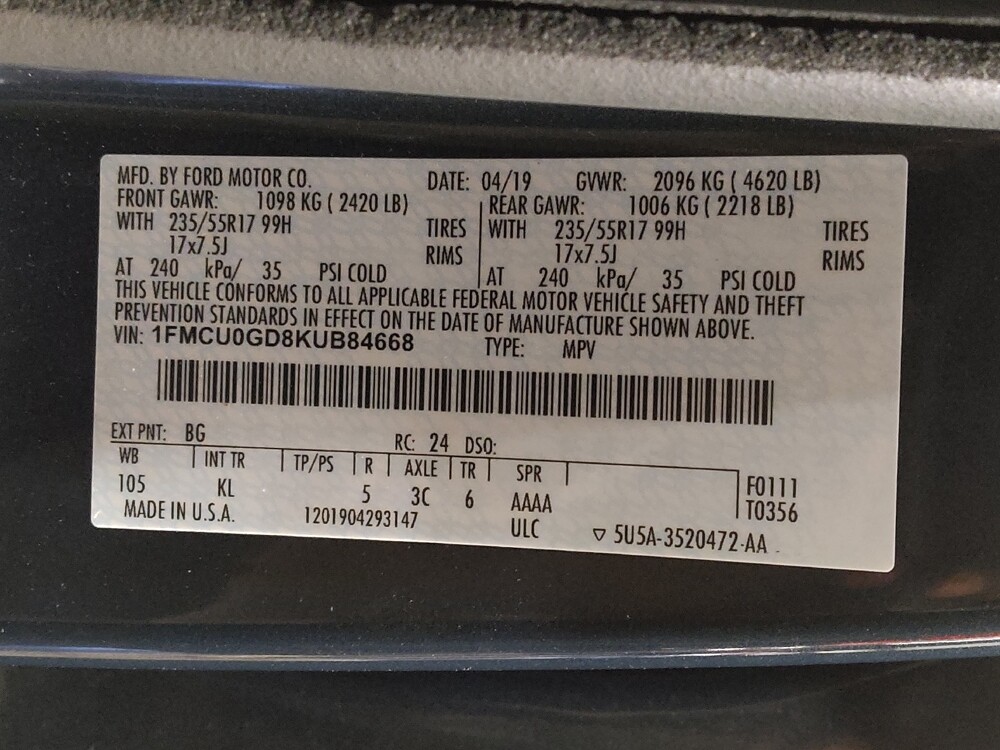 MFD. BY FORD MOTOR CO. DATE: 04/19 GVWR: 2096 KG ( 4620 LB)
FRONT GAWR: 1098 KG ( 2420 LB) REAR GAWR: 1006 KG ( 2218 LB)
WITH 235/55R17 99H TIRES WITH 235/55R17 99H TIRES
17x7.5J RIMS 17x7.5J RIMS
AT 240 kPa/ 35 PSI COLD AT 240 kPa/ 35 PSI COLD
THIS VEHICLE CONFORMS TO ALL APPLICABLE FEDERAL MOTOR VEHICLE SAFETY AND THEFT
PREVENTION STANDARDS IN EFFECT ON THE DATE OF MANUFACTURE SHOWN ABOVE.
VIN: 1FMCU0GD8KUB84668 TYPE: MPV
EXT PNT: BG RC: 24 DSO:
WB INT TR TP/PS R AXLE TR SPR
105 KL 5 3C 6 AAAA F0111
MADE IN U.S.A. 1201904293147 ULC T0356
▽ 5U5A-3520472-AA